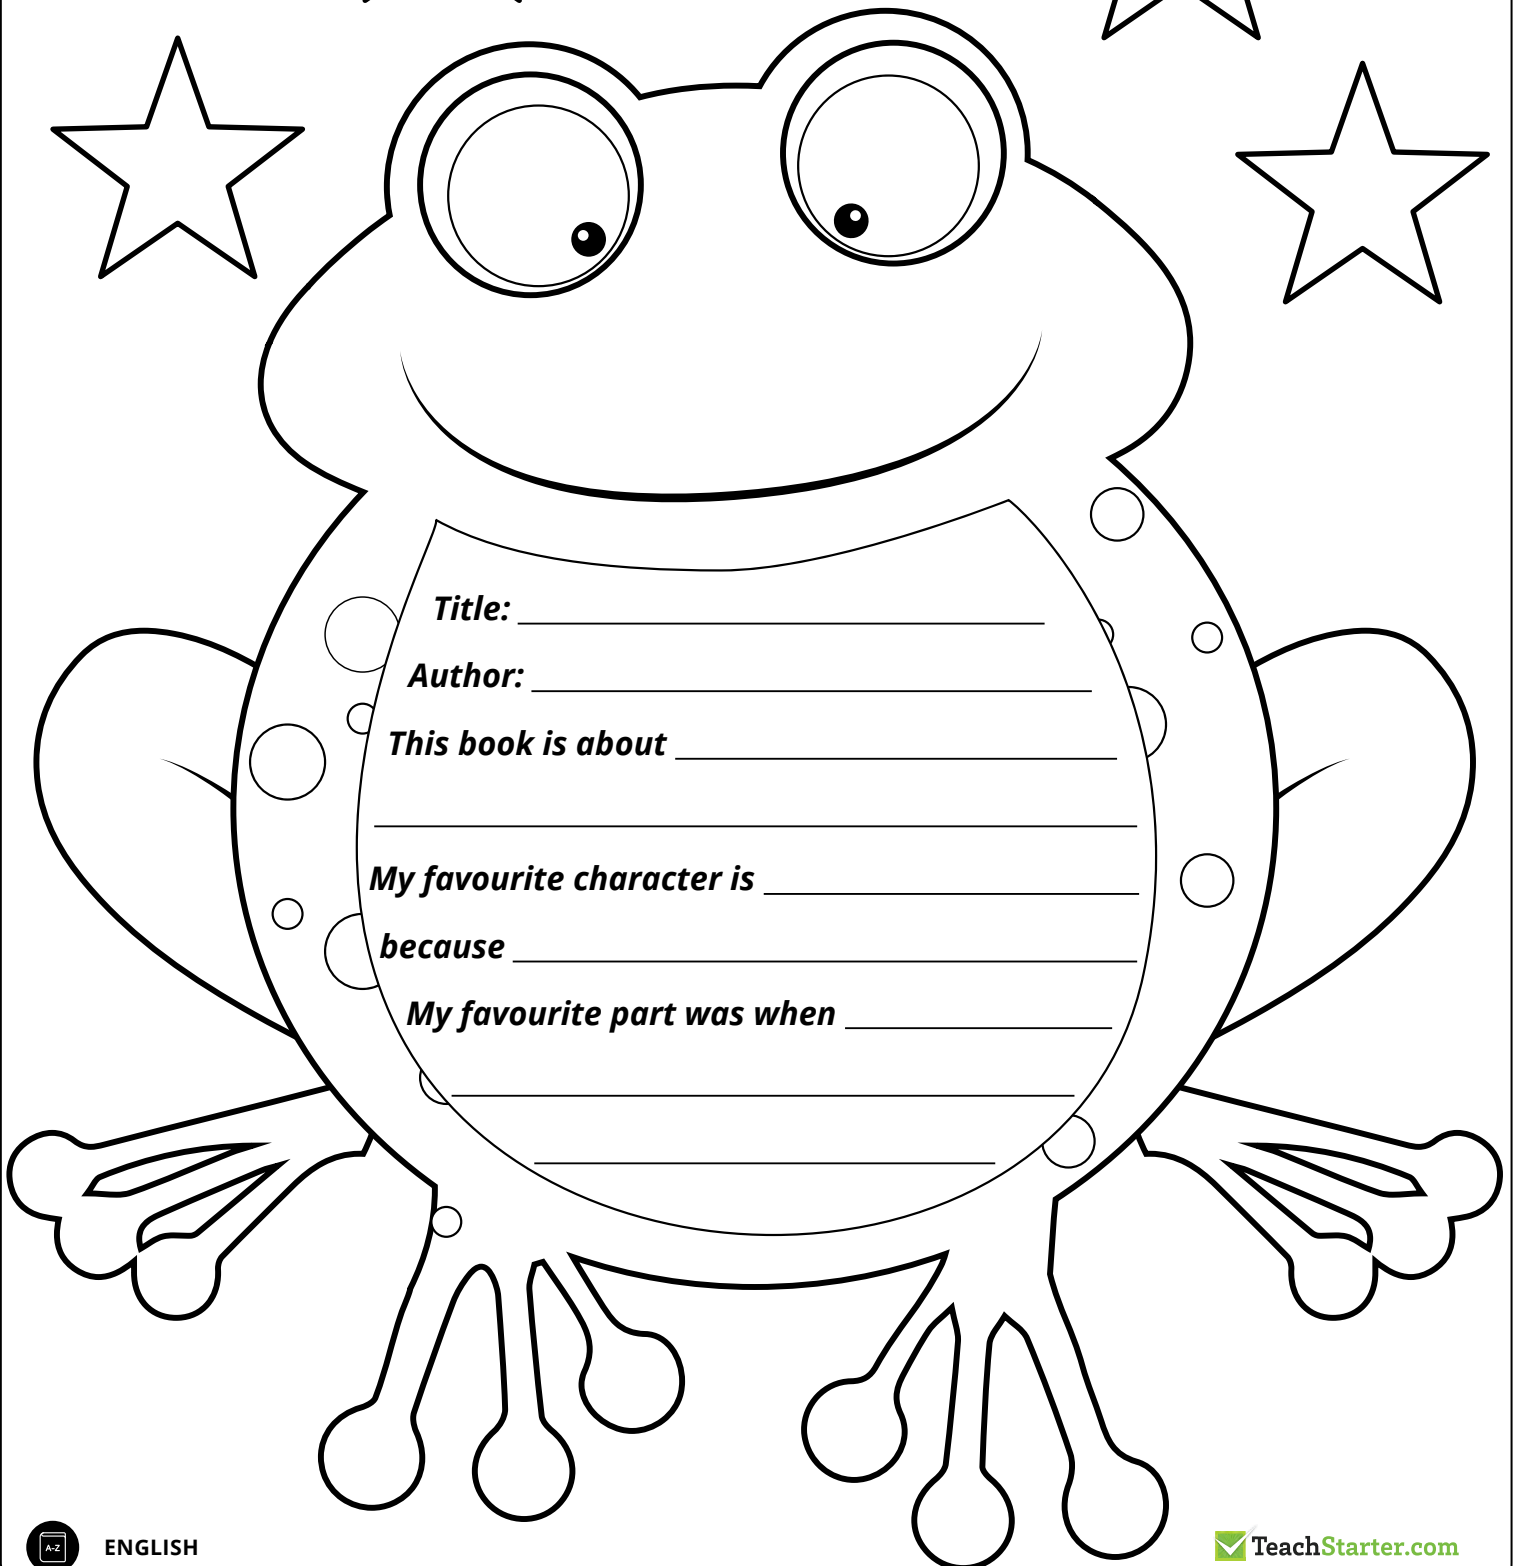 Title:
Author:
This book is about
My favourite character is
because
My favourite part was when
A-Z
ENGLISH
TeachStarter.com